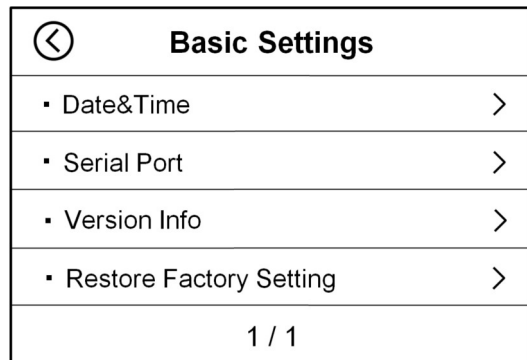 Basic Settings
▪ Date&Time
▪ Serial Port
▪ Version Info
▪ Restore Factory Setting
1 / 1